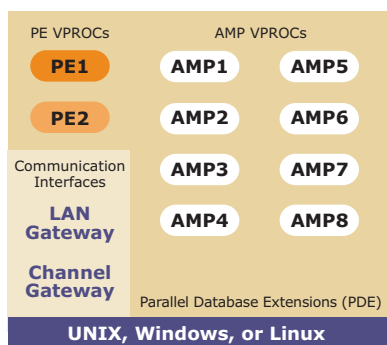 PE VPROCs
AMP VPROCs
PE1
AMP1
AMP5
PE2
AMP2
AMP6
Communication
Interfaces
AMP3
AMP7
LAN
Gateway
AMP4
AMP8
Channel
Gateway
Parallel Database Extensions (PDE)
UNIX, Windows, or Linux